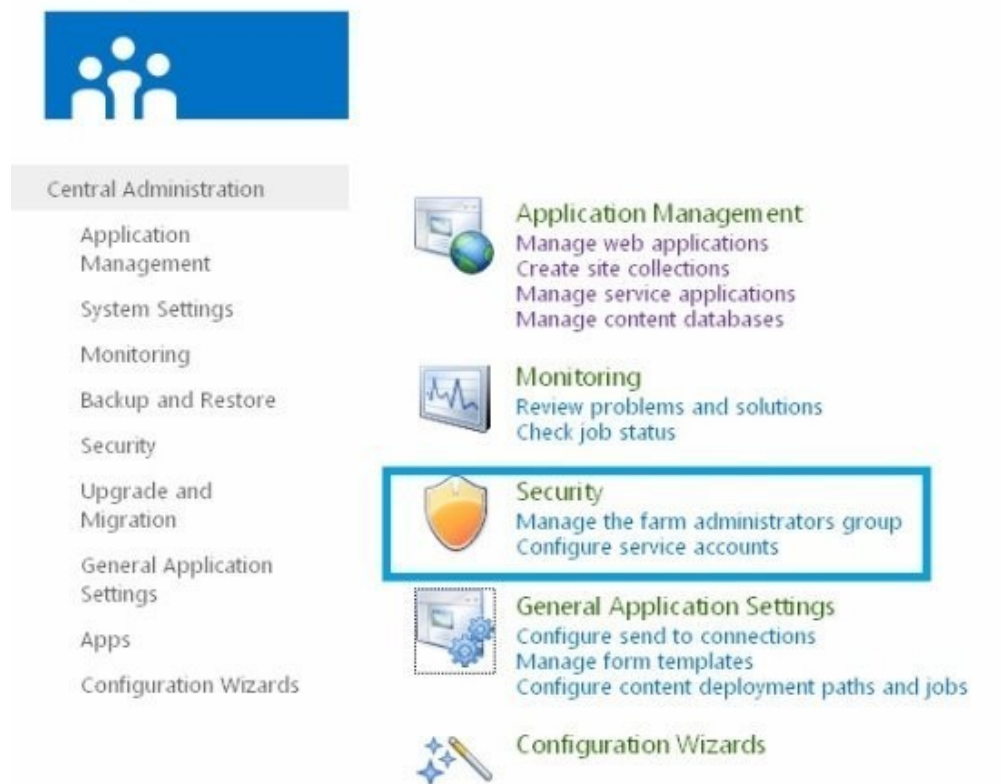 Central Administration
Application
Management
System Settings
Monitoring
Backup and Restore
Security
Upgrade and
Migration
General Application
Settings
Apps
Configuration Wizards
Application Management
Manage web applications
Create site collections
Manage service applications
Manage content databases
Monitoring
Review problems and solutions
Check job status
Security
Manage the farm administrators group
Configure service accounts
General Application Settings
Configure send to connections
Manage form templates
Configure content deployment paths and jobs
Configuration Wizards